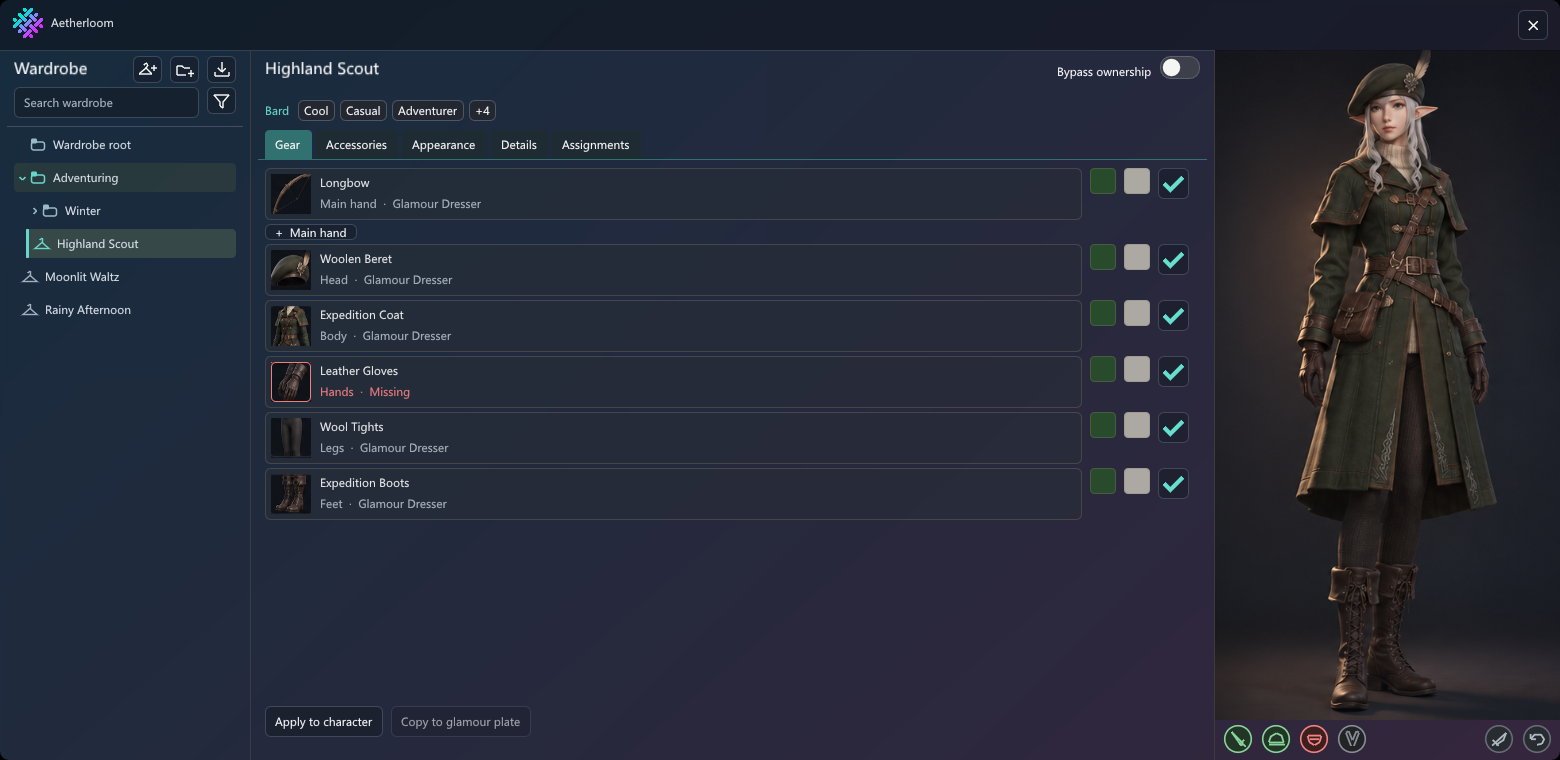 Aetherloom
Wardrobe
Search wardrobe
Wardrobe root
Adventuring
Winter
Highland Scout
Moonlit Waltz
Rainy Afternoon
Highland Scout
Bypass ownership
Bard Cool Casual Adventurer +4
Gear Accessories Appearance Details Assignments
Longbow
Main hand · Glamour Dresser
+ Main hand
Woolen Beret
Head · Glamour Dresser
Expedition Coat
Body · Glamour Dresser
Leather Gloves
Hands · Missing
Wool Tights
Legs · Glamour Dresser
Expedition Boots
Feet · Glamour Dresser
Apply to character Copy to glamour plate